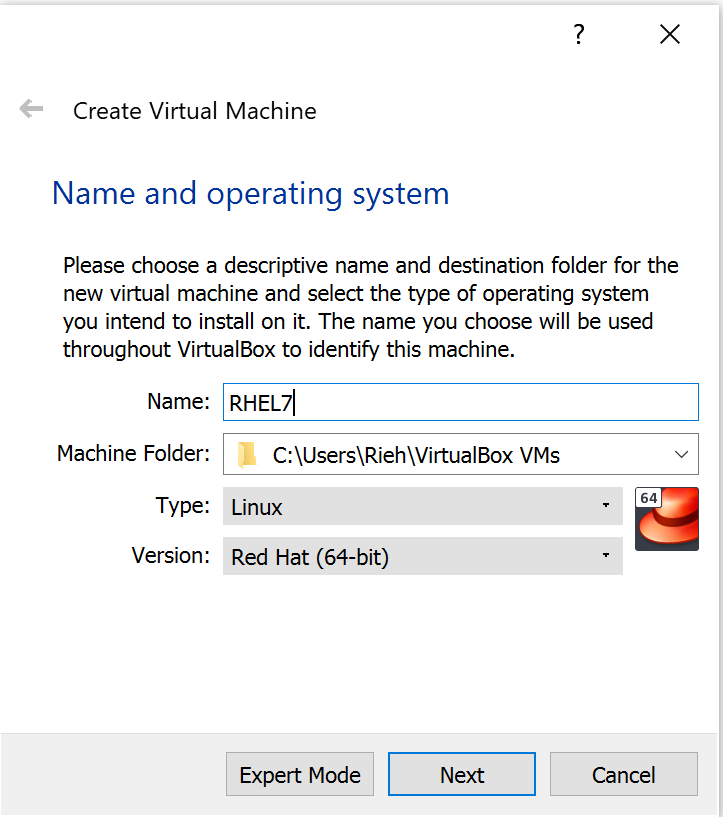 ?
Create Virtual Machine
Name and operating system
Please choose a descriptive name and destination folder for the
new virtual machine and select the type of operating system
you intend to install on it. The name you choose will be used
throughout VirtualBox to identify this machine.
Name: RHEL7
Machine Folder: C:\Users\Rieh\VirtualBox VMs
Type: Linux
64
Version: Red Hat (64-bit)
Expert Mode Next Cancel